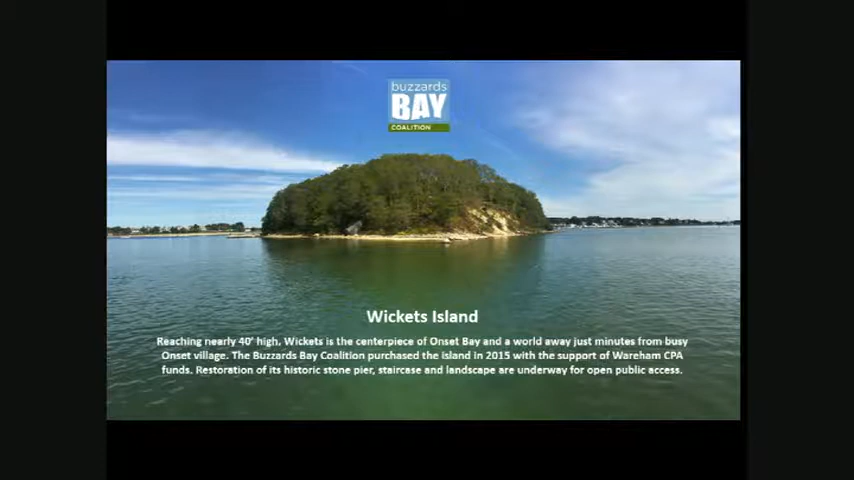 buzzards
BAY
COALITION
Wickets Island
Reaching nearly 40' high, Wickets is the centerpiece of Onset Bay and a world away just minutes from busy
Onset village. The Buzzards Bay Coalition purchased the island in 2015 with the support of Wareham CPA
funds. Restoration of its historic stone pier, staircase and landscape are underway for open public access.